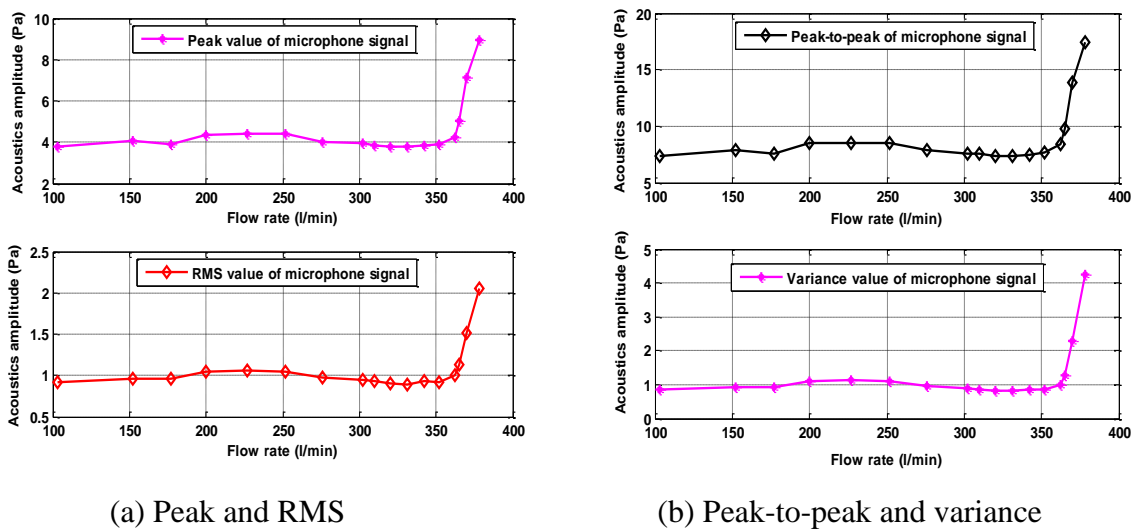 Acoustics amplitude (Pa)
10
8
6
4
2
Peak value of microphone signal
100 150 200 250 300 350 400
Flow rate (l/min)
Acoustics amplitude (Pa)
2.5
2
1.5
1
0.5
RMS value of microphone signal
100 150 200 250 300 350 400
Flow rate (l/min)
(a) Peak and RMS
Acoustics amplitude (Pa)
20
15
10
5
Peak-to-peak of microphone signal
100 150 200 250 300 350 400
Flow rate (l/min)
Acoustics amplitude (Pa)
5
4
3
2
1
0
Variance value of microphone signal
100 150 200 250 300 350 400
Flow rate (l/min)
(b) Peak-to-peak and variance